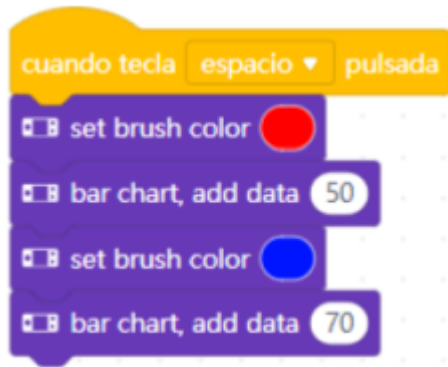 cuando tecla espacio ▼ pulsada
set brush color
bar chart, add data 50
set brush color
bar chart, add data 70